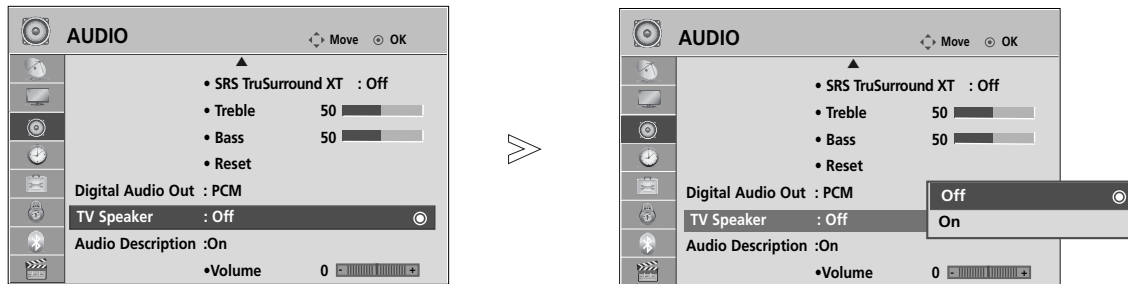 AUDIO
Move OK
• SRS TruSurround XT : Off
• Treble 50
• Bass 50
• Reset
Digital Audio Out : PCM
TV Speaker : Off
Audio Description :On
•Volume 0 - +
AUDIO
Move OK
• SRS TruSurround XT : Off
• Treble 50
• Bass 50
• Reset
Digital Audio Out : PCM
TV Speaker : Off
Off
On
Audio Description :On
•Volume 0 - +